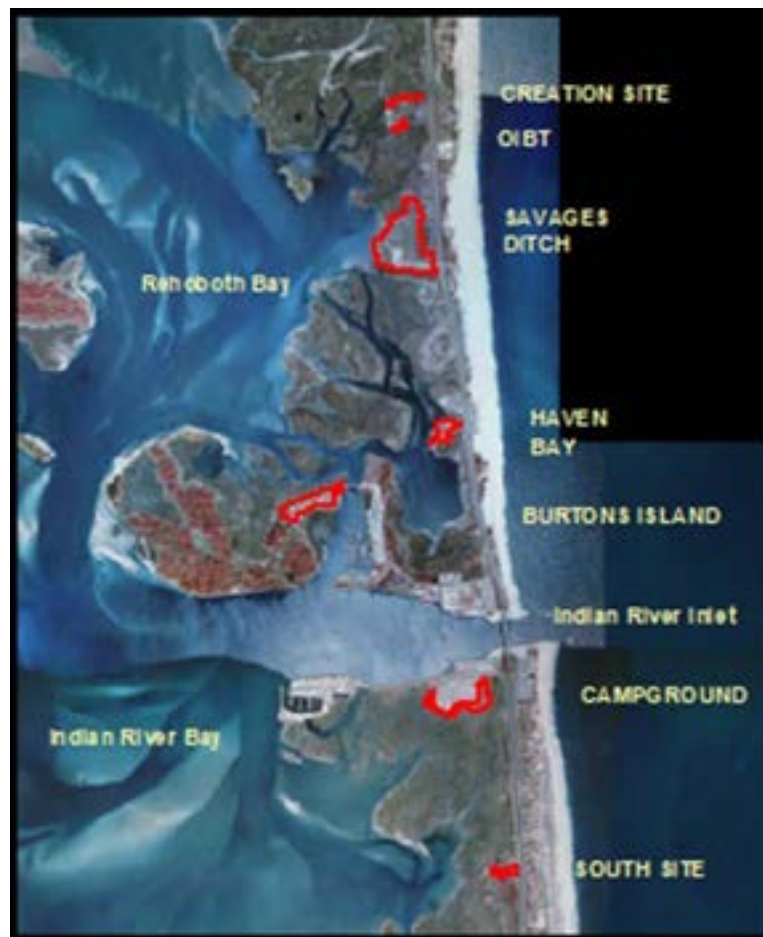 CREATION SITE
OIBT
SAVAGES
DITCH
Rehoboth Bay
HAVEN
BAY
BURTONS ISLAND
Indian River Inlet
CAMPGROUND
Indian River Bay
SOUTH SITE